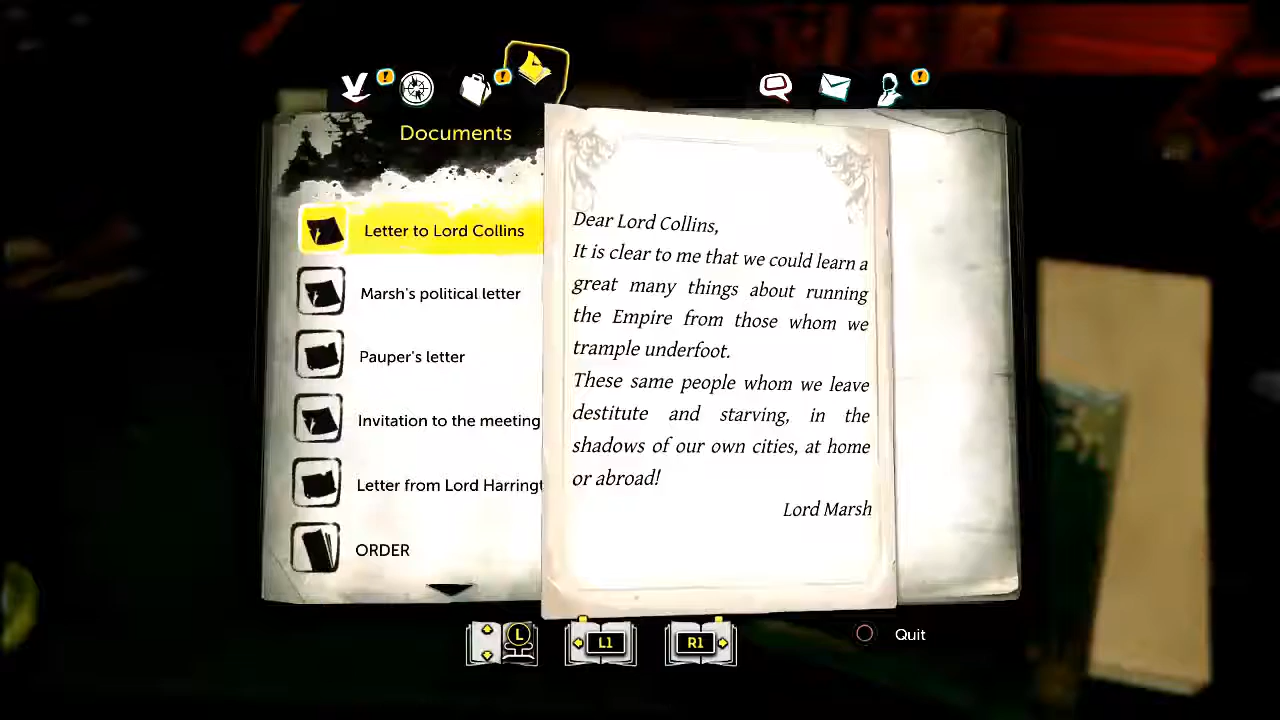 Documents
Letter to Lord Collins
Marsh's political letter
Pauper's letter
Invitation to the meeting
Letter from Lord Harringt
ORDER
Dear Lord Collins,
It is clear to me that we could learn a
great many things about running
the Empire from those whom we
trample underfoot.
These same people whom we leave
destitute and starving, in the
shadows of our own cities, at home
or abroad!
Lord Marsh
L
L1
R1
Quit